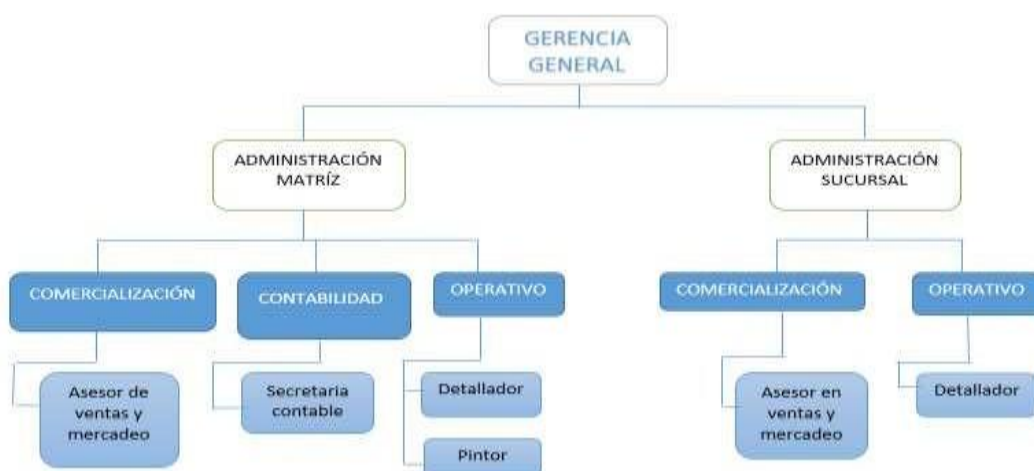 GERENCIA
GENERAL
ADMINISTRACIÓN
MATRÍZ
ADMINISTRACIÓN
SUCURSAL
COMERCIALIZACIÓN
CONTABILIDAD
OPERATIVO
COMERCIALIZACIÓN
OPERATIVO
Asesor de
ventas y
mercadeo
Secretaria
contable
Detallador
Pintor
Asesor en
ventas y
mercadeo
Detallador